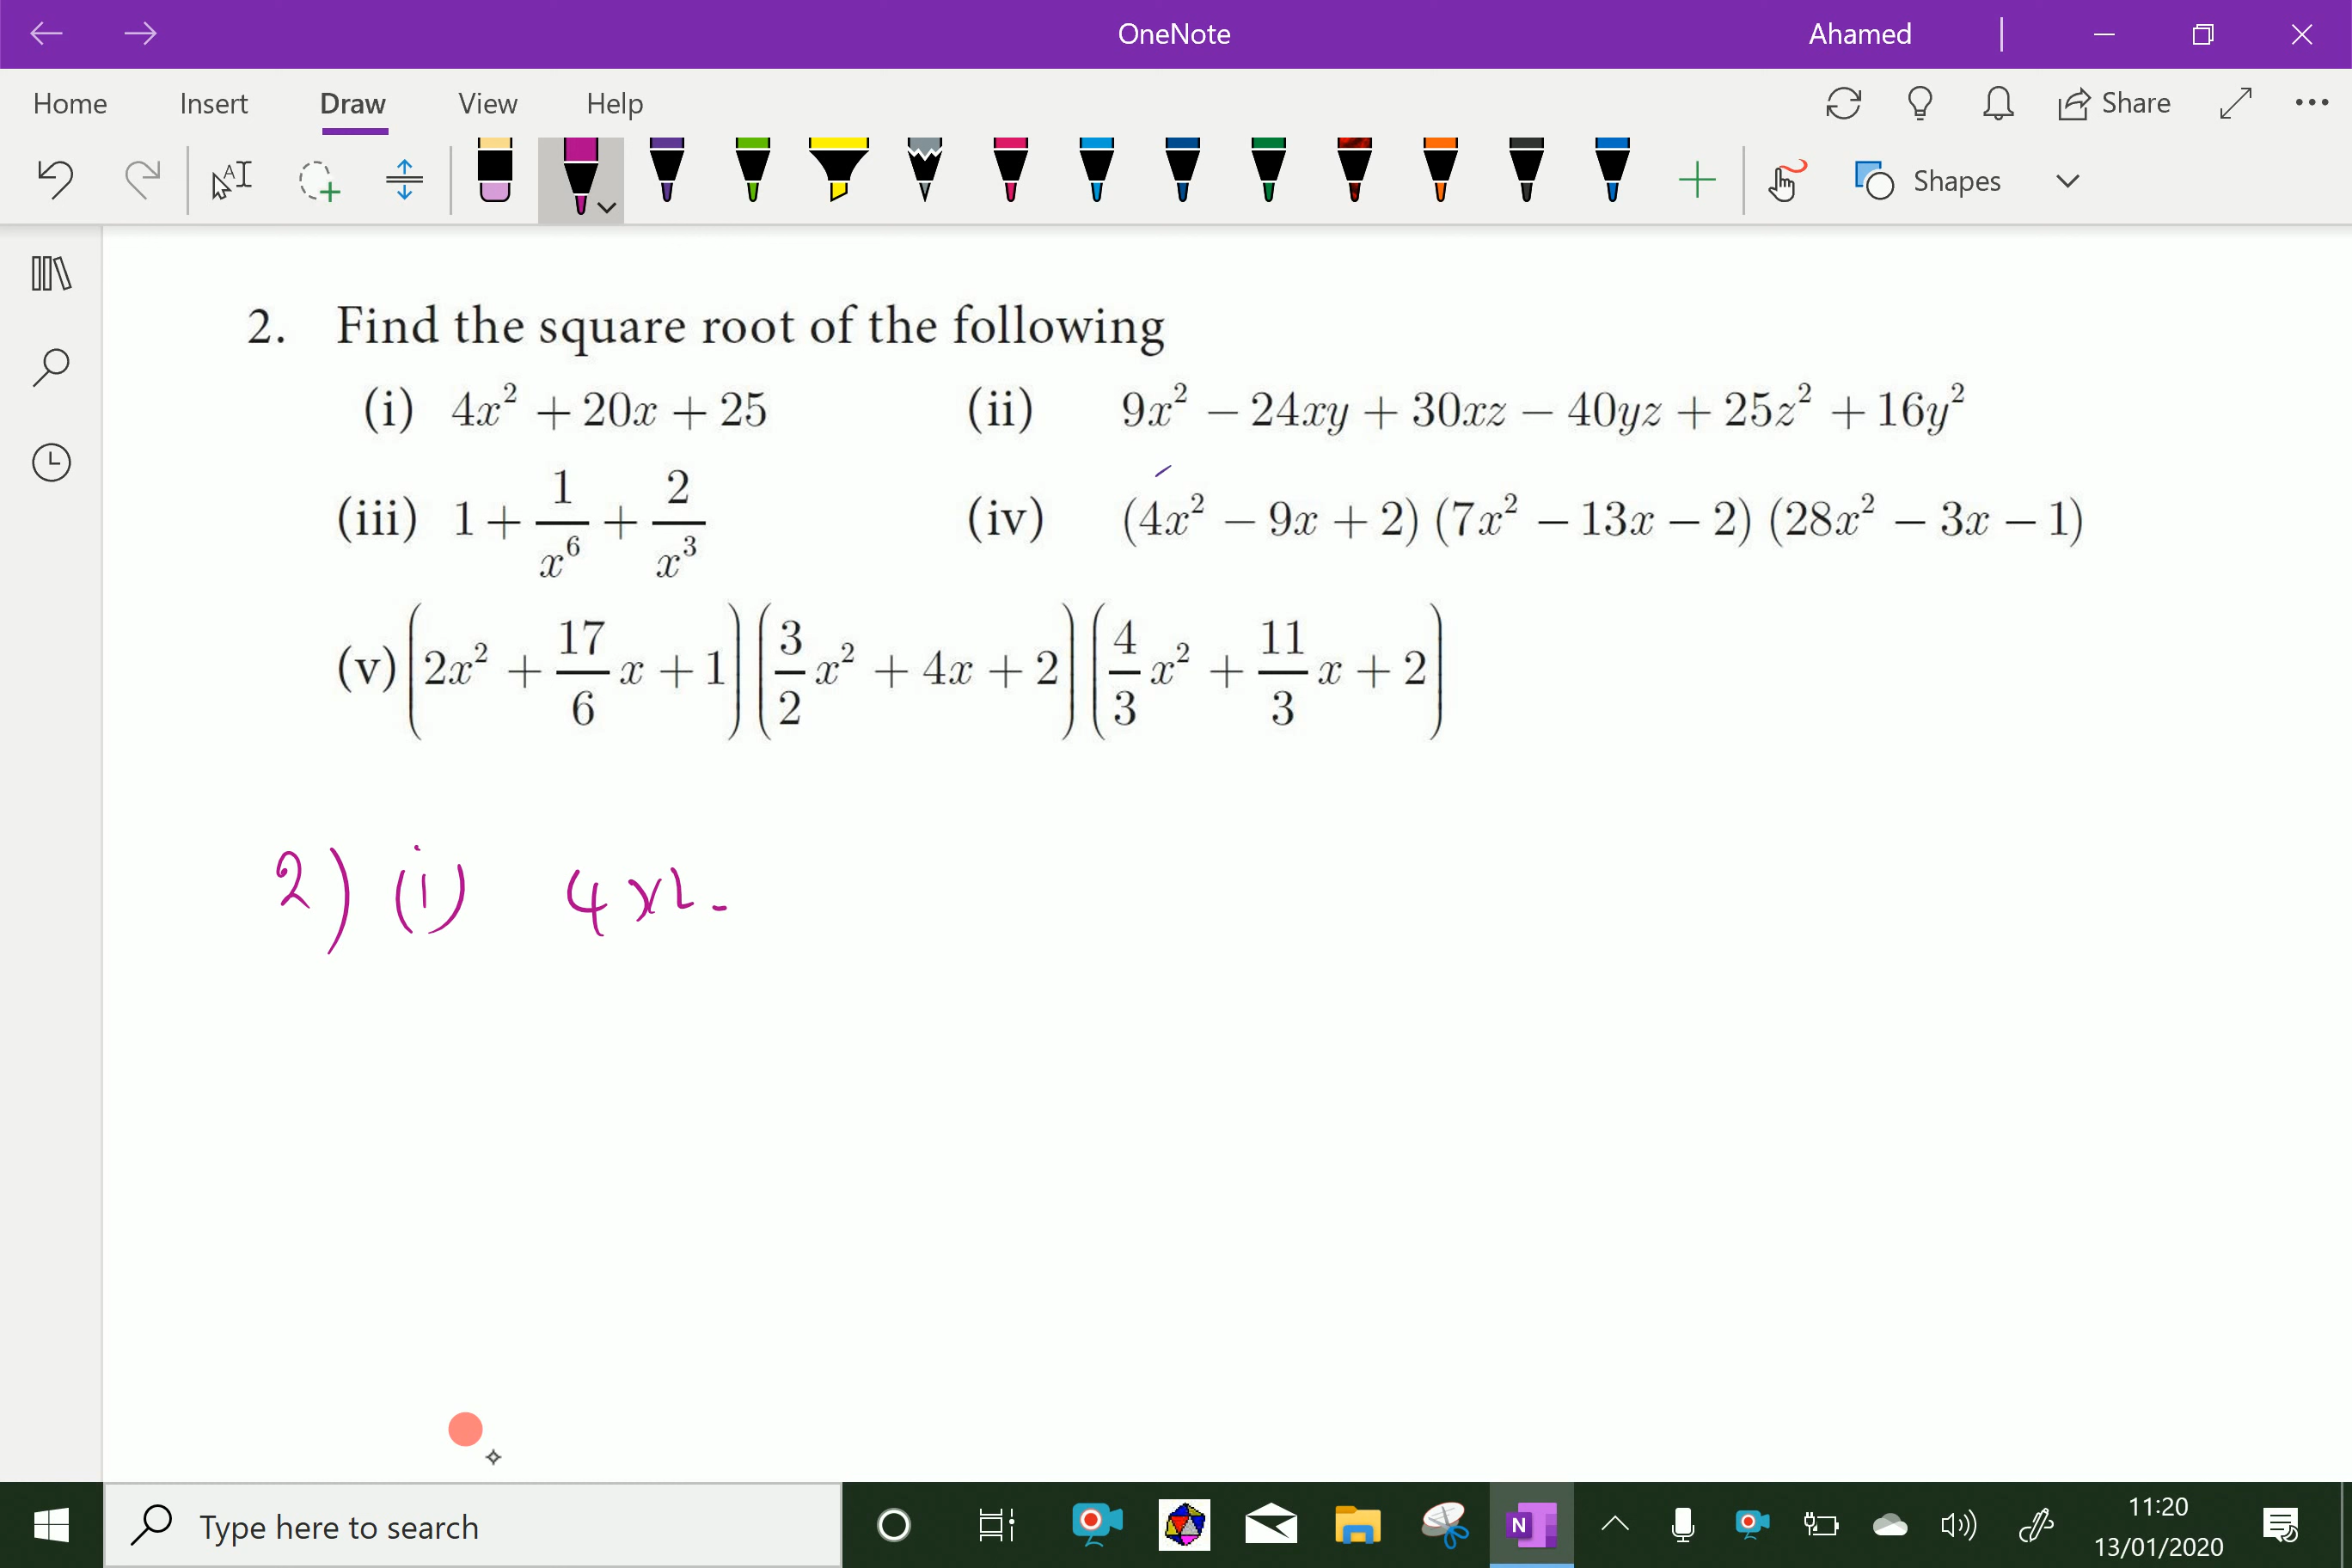 OneNote
Ahamed
Home Insert Draw View Help Share
Shapes
2. Find the square root of the following
(i) 4x² + 20x + 25 (ii) 9x² − 24xy + 30xz − 40yz + 25z² + 16y²
(iii) 1 + 1/x⁶ + 2/x³ (iv) (4x² − 9x + 2) (7x² − 13x − 2) (28x² − 3x − 1)
(v) (2x² + 17/6 x + 1) (3/2 x² + 4x + 2) (4/3 x² + 11/3 x + 2)
2) (i) 4x² -
Type here to search
11:20
13/01/2020